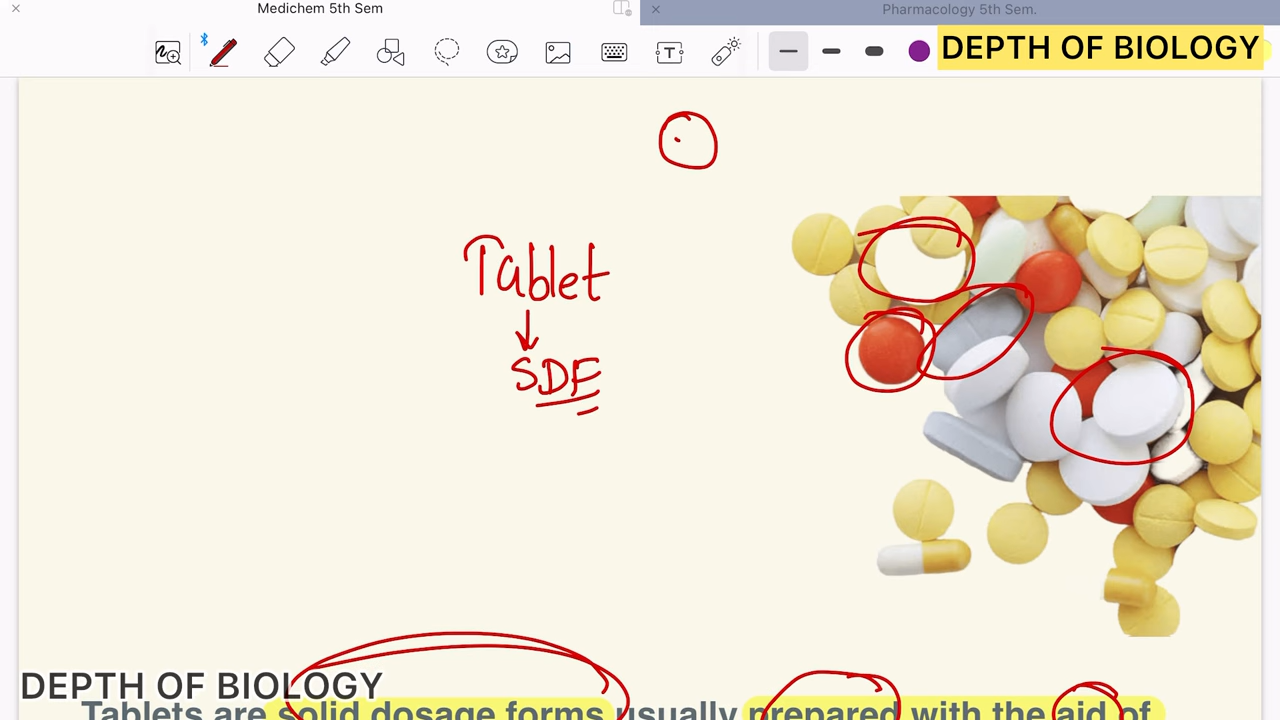 Medichem 5th Sem
Pharmacology 5th Sem.
DEPTH OF BIOLOGY
Tablet
SDF
DEPTH OF BIOLOGY
Tablets are solid dosage forms usually prepared with the aid of